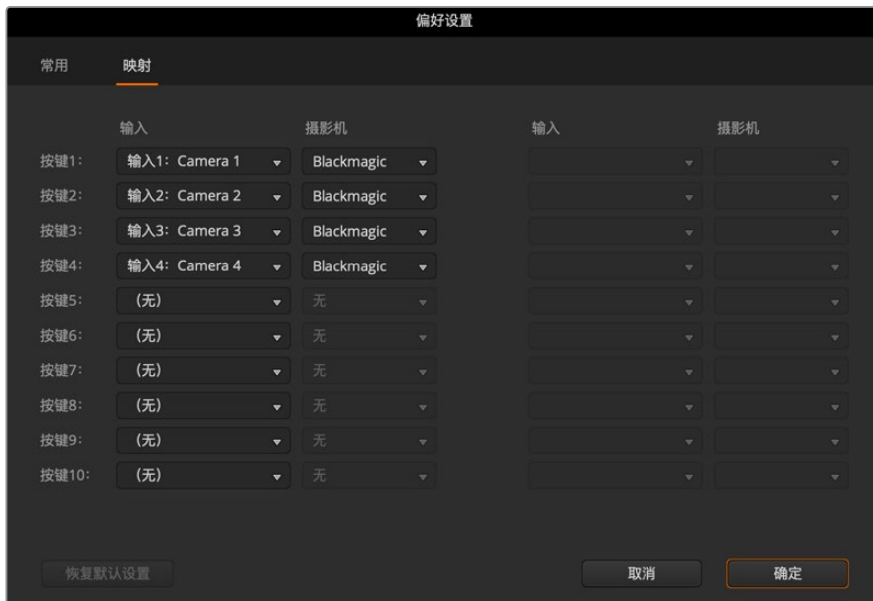 偏好设置
常用 映射
输入 摄影机 输入 摄影机
按键1: 输入1: Camera 1 Blackmagic
按键2: 输入2: Camera 2 Blackmagic
按键3: 输入3: Camera 3 Blackmagic
按键4: 输入4: Camera 4 Blackmagic
按键5: (无) 无
按键6: (无) 无
按键7: (无) 无
按键8: (无) 无
按键9: (无) 无
按键10: (无) 无
恢复默认设置 取消 确定